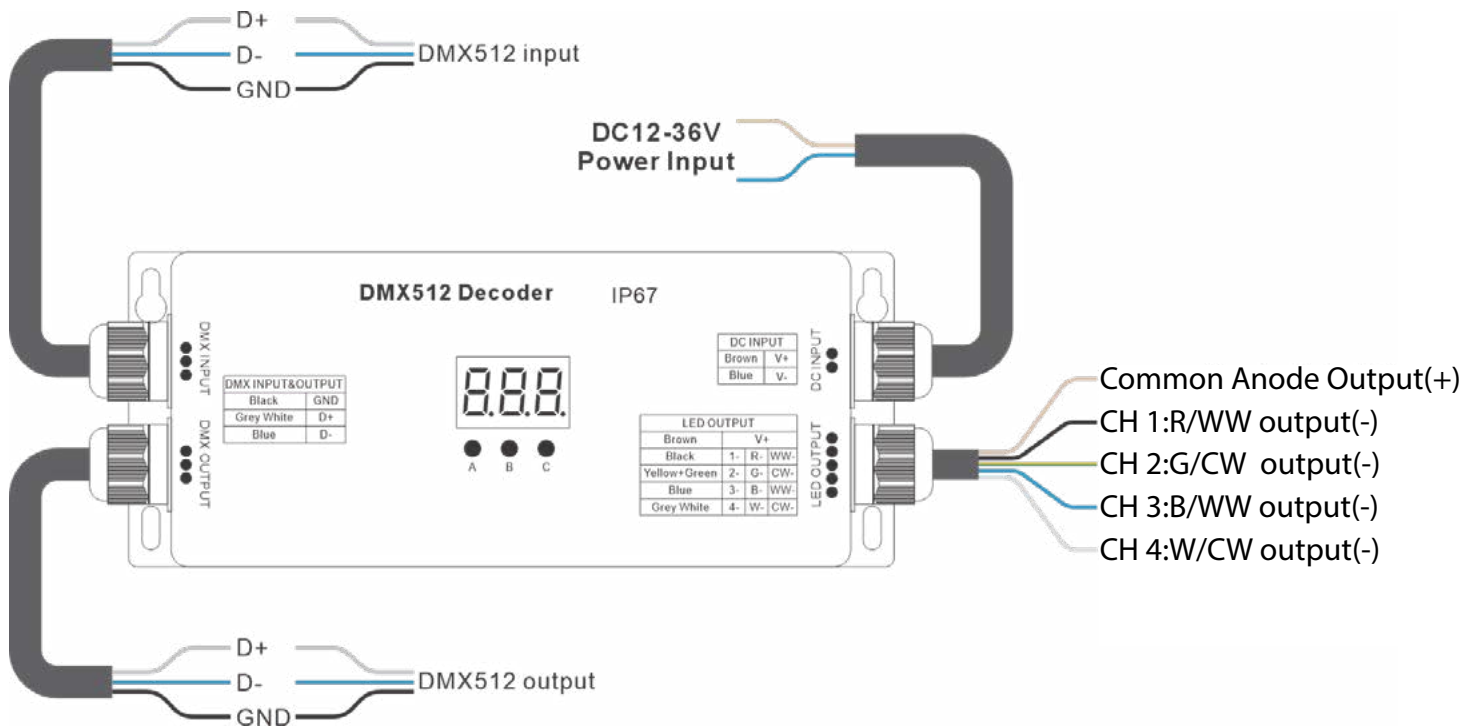 D+
D-
GND
DMX512 input
DC12-36V
Power Input
DMX512 Decoder
IP67
DMX INPUT
DMX INPUT&OUTPUT
Black GND
Grey White D+
Blue D-
DMX OUTPUT
8.8.8.
A B C
DC INPUT
Brown V+
Blue V-
DC INPUT
LED OUTPUT
Brown V+
Black 1- R- WW-
Yellow+Green 2- G- CW-
Blue 3- B- WW-
Grey White 4- W- CW-
LED OUTPUT
Common Anode Output(+)
CH 1:R/WW output(-)
CH 2:G/CW output(-)
CH 3:B/WW output(-)
CH 4:W/CW output(-)
D+
D-
GND
DMX512 output